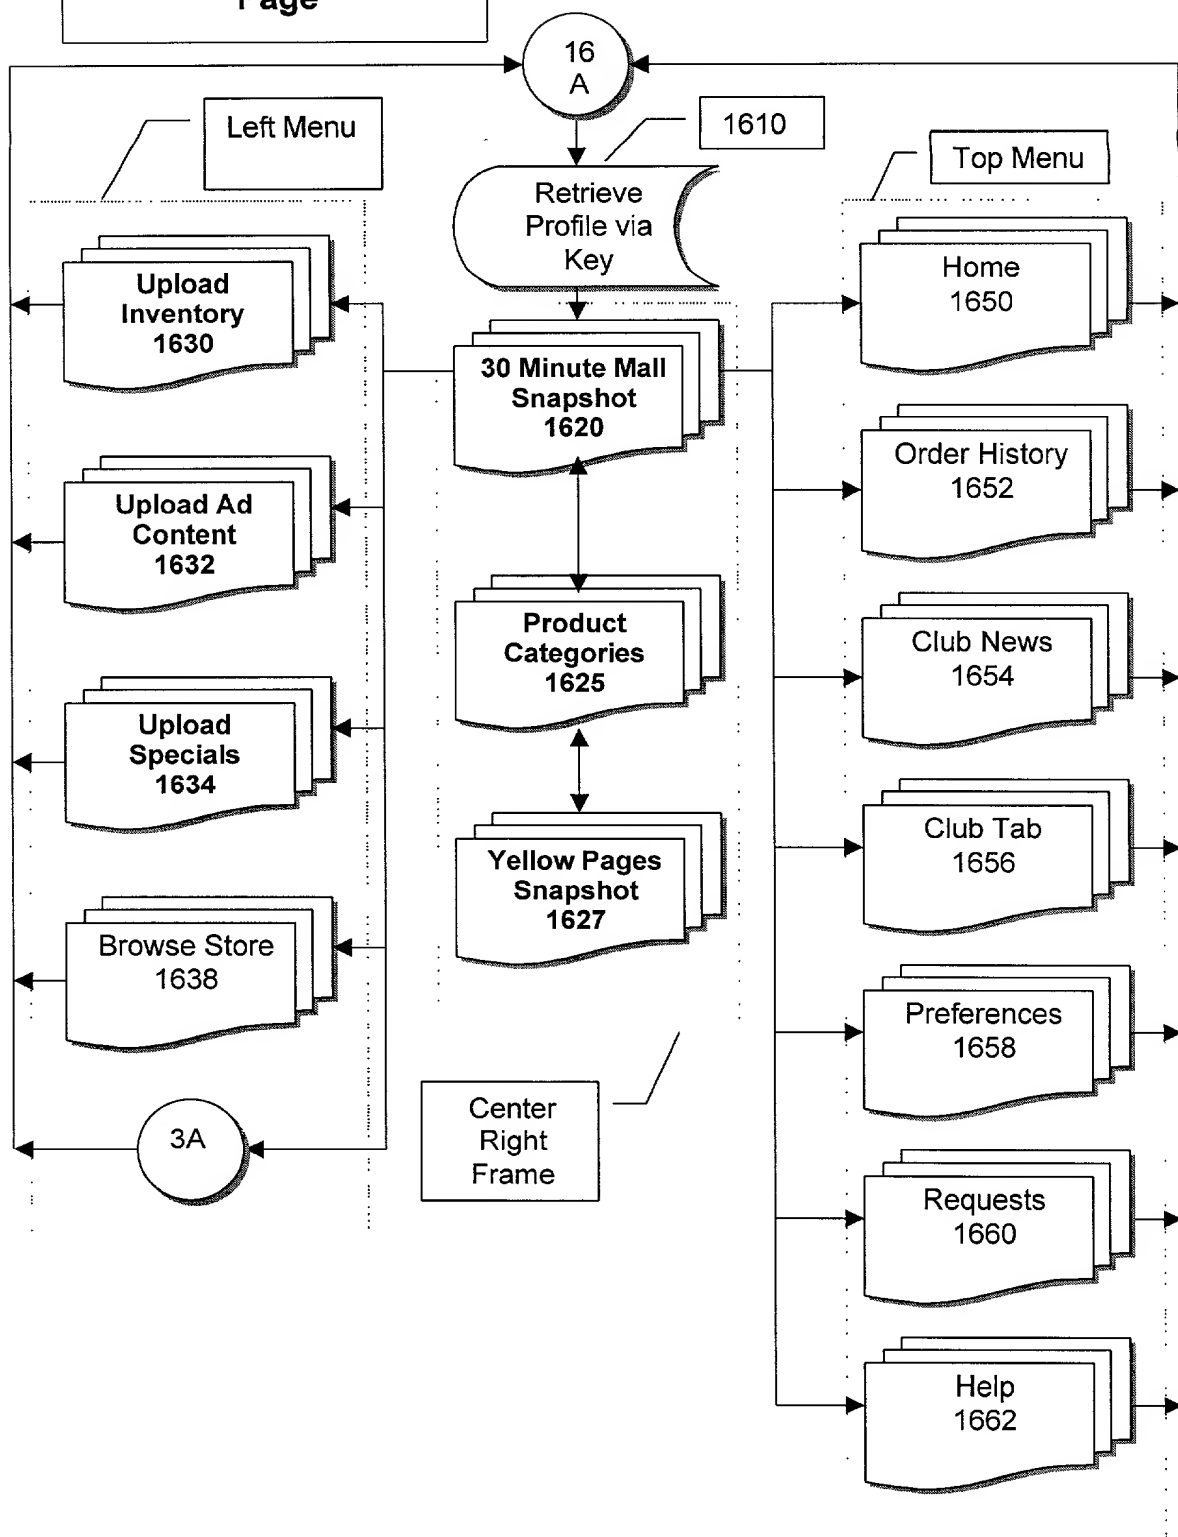 Page
16
A
Left Menu
1610
Top Menu
Retrieve
Profile via
Key
Upload
Inventory
1630
Upload Ad
Content
1632
Upload
Specials
1634
Browse Store
1638
3A
30 Minute Mall
Snapshot
1620
Product
Categories
1625
Yellow Pages
Snapshot
1627
Center
Right
Frame
Home
1650
Order History
1652
Club News
1654
Club Tab
1656
Preferences
1658
Requests
1660
Help
1662